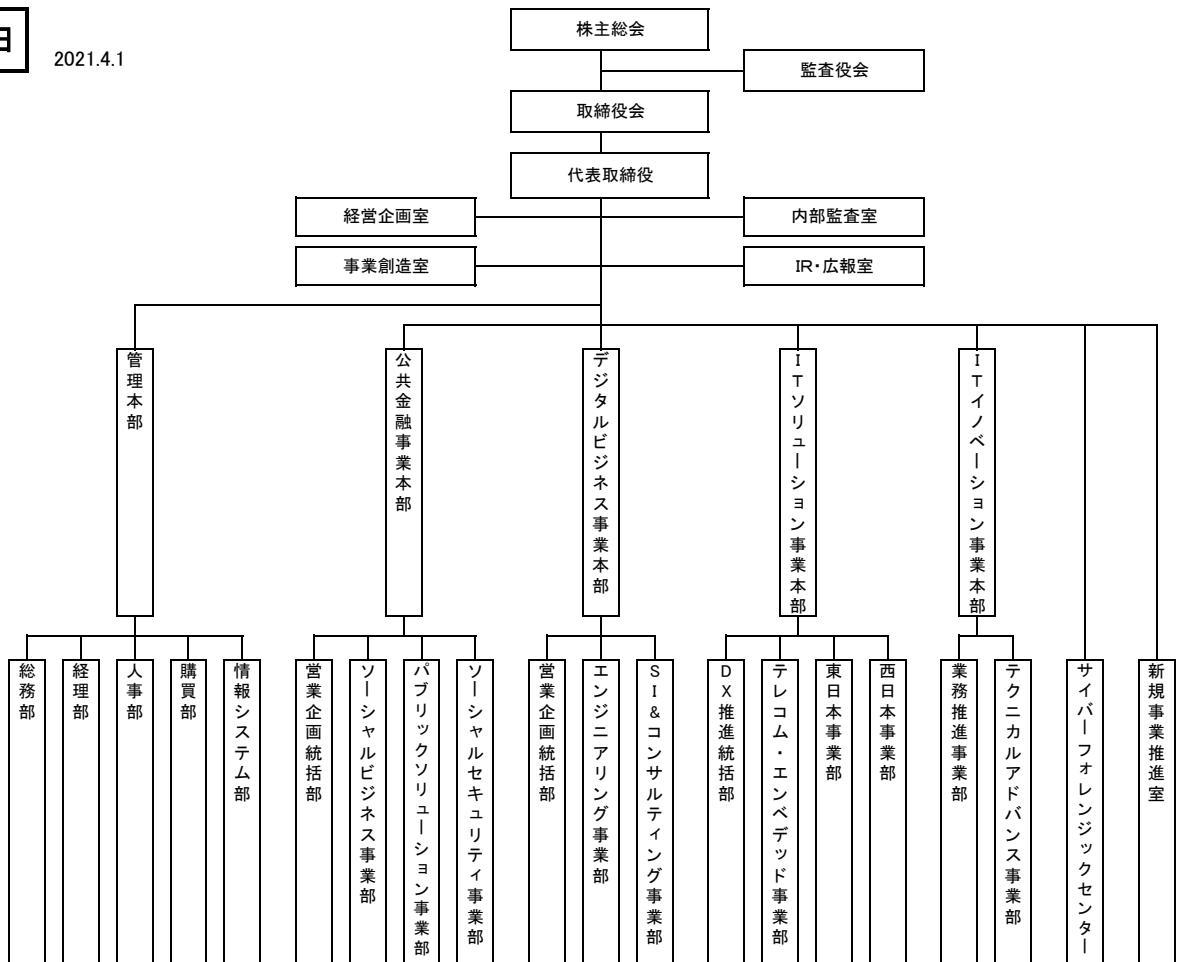 2021.4.1
株主総会
監査役会
取締役会
代表取締役
経営企画室
内部監査室
事業創造室
IR・広報室
管理本部
公共金融事業本部
デジタルビジネス事業本部
ITソリューション事業本部
ITイノベーション事業本部
総務部
経理部
人事部
購買部
情報システム部
営業企画統括部
ソーシャルビジネス事業部
パブリックソリューション事業部
ソーシャルセキュリティ事業部
営業企画統括部
エンジニアリング事業部
SI&コンサルティング事業部
DX推進統括部
テレコム・エンベデッド事業部
東日本事業部
西日本事業部
業務推進事業部
テクニカルアドバンス事業部
サイバーフォレンジックセンター
新規事業推進室